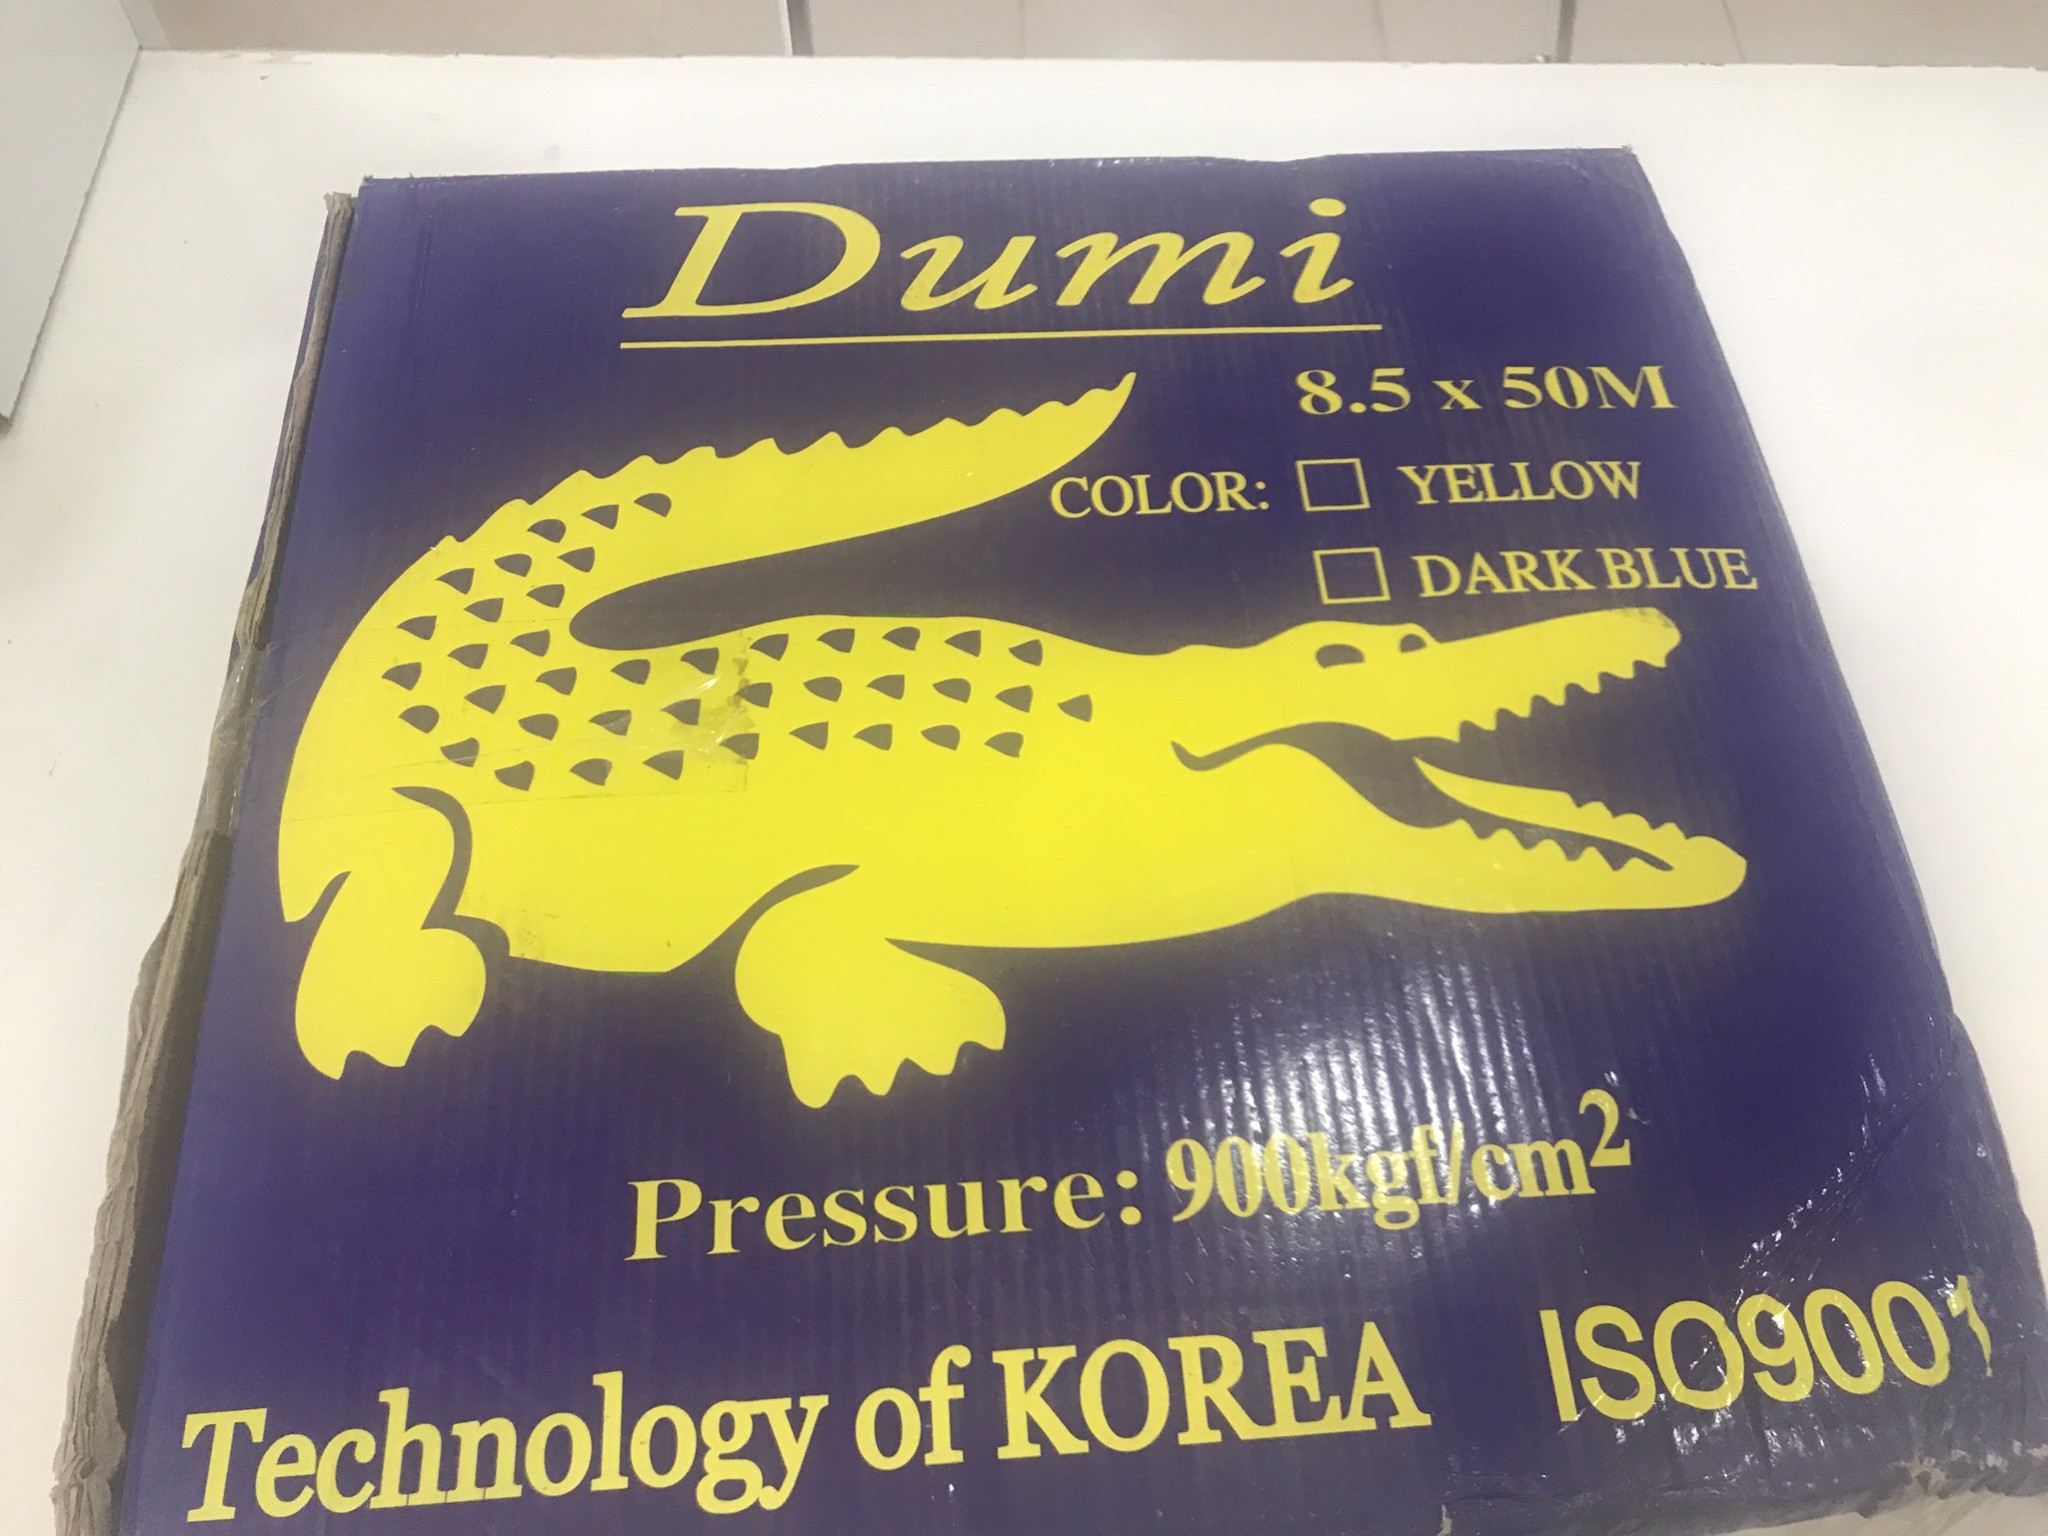 Dumi
8.5 x 50M
COLOR: YELLOW
DARK BLUE
Pressure: 900kgf/cm²
Technology of KOREA ISO9001